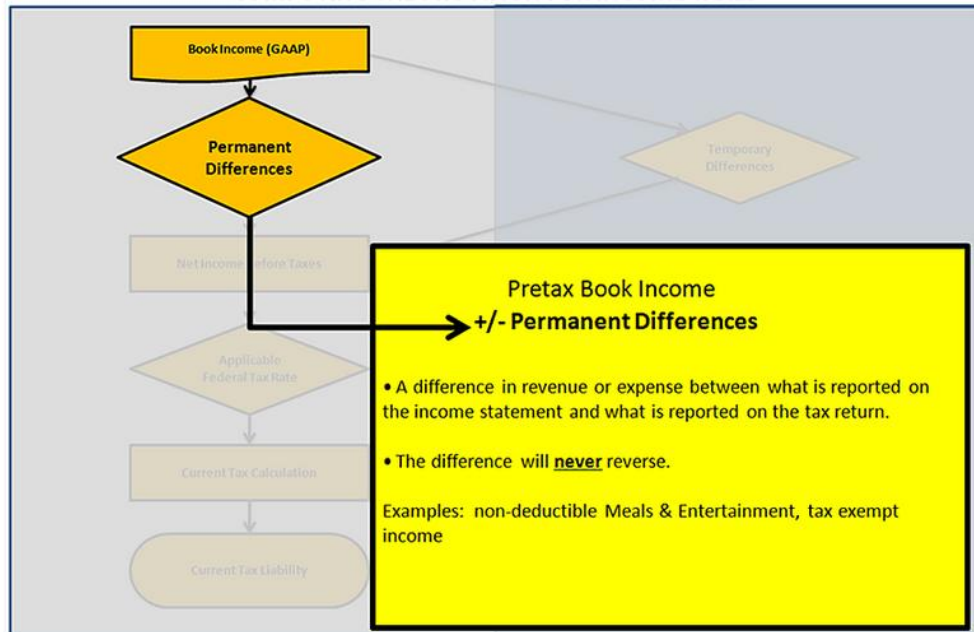 Book Income (GAAP)
Permanent
Differences
Temporary
Differences
Net Income Before Taxes
Pretax Book Income
+/- Permanent Differences
Applicable
Federal Tax Rate
• A difference in revenue or expense between what is reported on
the income statement and what is reported on the tax return.
• The difference will never reverse.
Current Tax Calculation
Examples: non-deductible Meals & Entertainment, tax exempt
income
Current Tax Liability